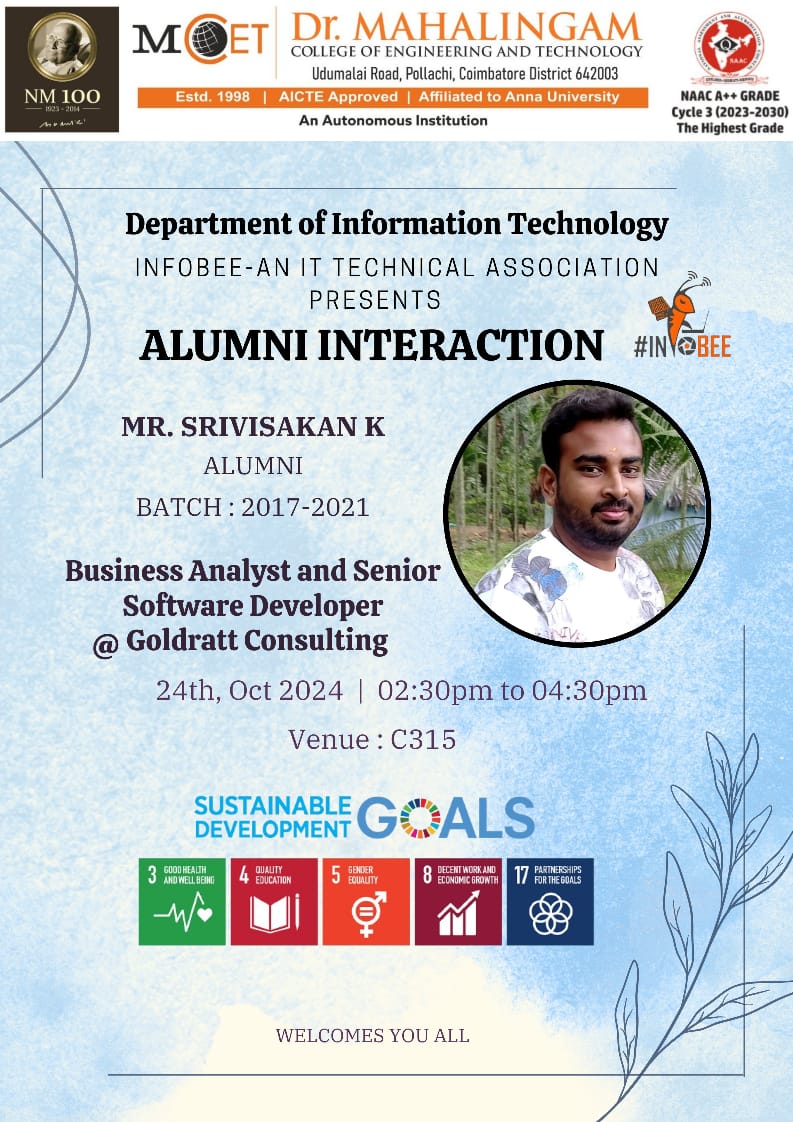 NM 100
1923 - 2014
MCET
Dr. MAHALINGAM
COLLEGE OF ENGINEERING AND TECHNOLOGY
Udumalai Road, Pollachi, Coimbatore District 642003
Estd. 1998 | AICTE Approved | Affiliated to Anna University
An Autonomous Institution
NAAC
NAAC A++ GRADE
Cycle 3 (2023-2030)
The Highest Grade
Department of Information Technology
INFOBEE-AN IT TECHNICAL ASSOCIATION
PRESENTS
ALUMNI INTERACTION
#INFOBEE
MR. SRIVISAKAN K
ALUMNI
BATCH : 2017-2021
Business Analyst and Senior
Software Developer
@ Goldratt Consulting
24th, Oct 2024 | 02:30pm to 04:30pm
Venue : C315
SUSTAINABLE
DEVELOPMENT GOALS
3 GOOD HEALTH
AND WELL BEING
4 QUALITY
EDUCATION
5 GENDER
EQUALITY
8 DECENT WORK AND
ECONOMIC GROWTH
17 PARTNERSHIPS
FOR THE GOALS
WELCOMES YOU ALL